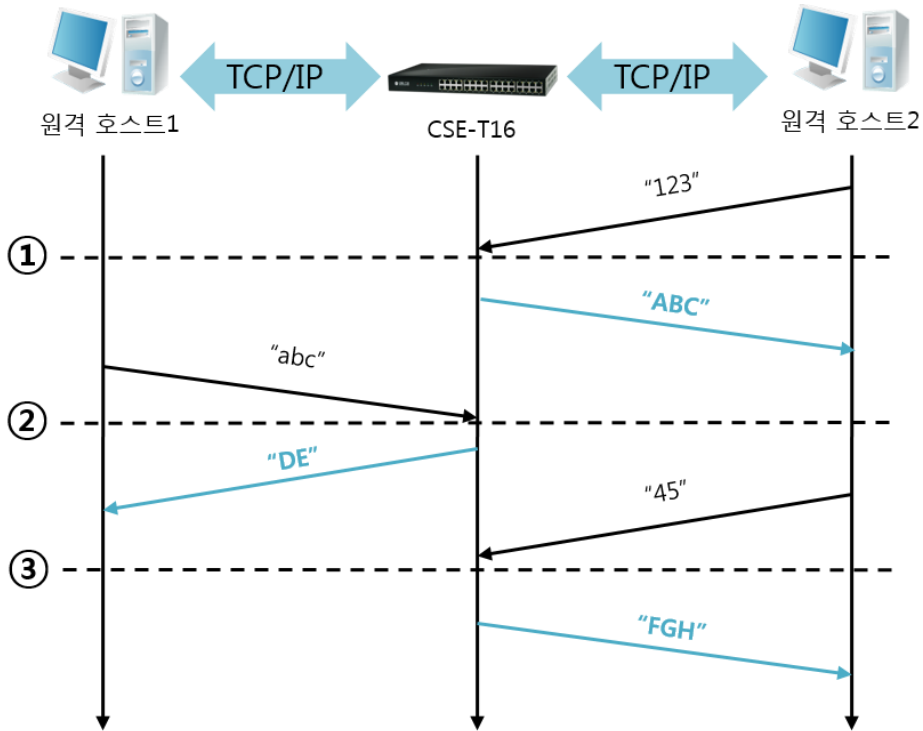 TCP/IP
TCP/IP
원격 호스트1
CSE-T16
원격 호스트2
“123”
①
“ABC”
“abc”
②
“DE”
“45”
③
“FGH”